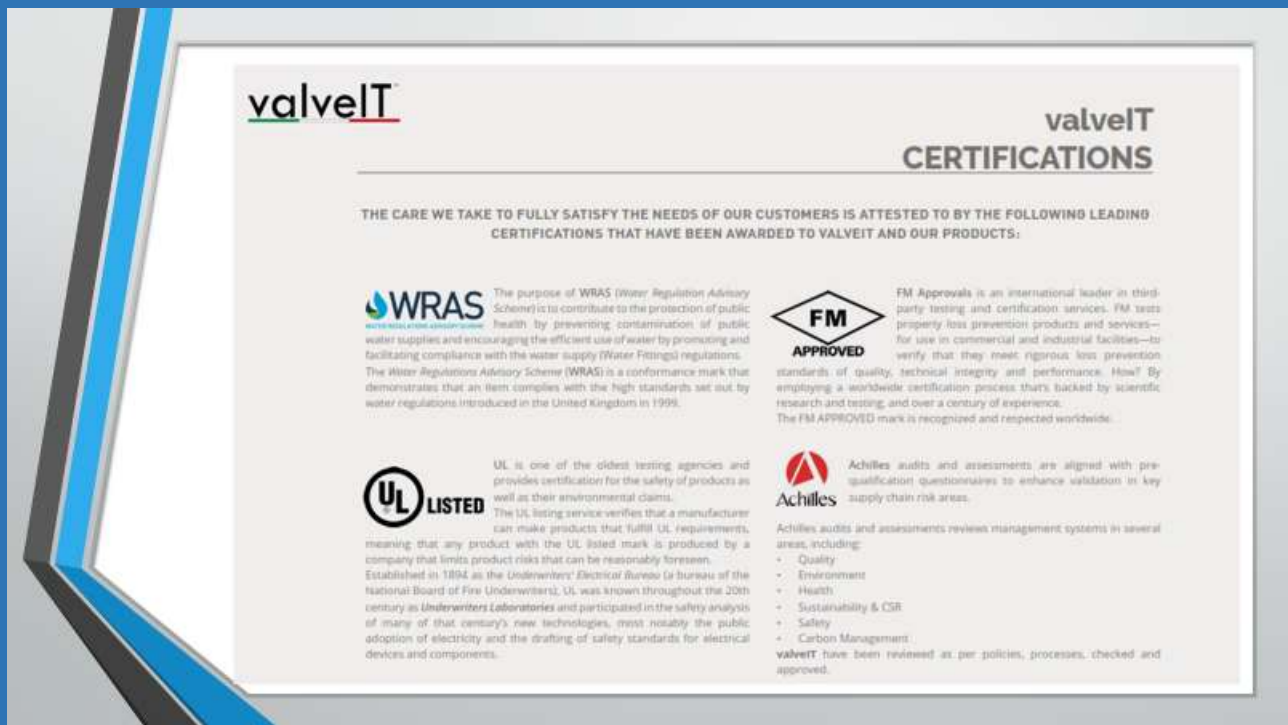 valveIT
valveIT
CERTIFICATIONS
THE CARE WE TAKE TO FULLY SATISFY THE NEEDS OF OUR CUSTOMERS IS ATTESTED TO BY THE FOLLOWING LEADING
CERTIFICATIONS THAT HAVE BEEN AWARDED TO VALVEIT AND OUR PRODUCTS:
WRAS
WATER REGULATIONS ADVISORY SCHEME
The purpose of WRAS (Water Regulation Advisory
Scheme) is to contribute to the protection of public
health by preventing contamination of public
water supplies and encouraging the efficient use of water by promoting and
facilitating compliance with the water supply (Water Fittings) regulations.
The Water Regulations Advisory Scheme (WRAS) is a conformance mark that
demonstrates that an item complies with the high standards set out by
water regulations introduced in the United Kingdom in 1999.
FM
APPROVED
FM Approvals is an international leader in third-
party testing and certification services. FM tests
property loss prevention products and services—
for use in commercial and industrial facilities—to
verify that they meet rigorous loss prevention
standards of quality, technical integrity and performance. How? By
employing a worldwide certification process that's backed by scientific
research and testing, and over a century of experience.
The FM APPROVED mark is recognized and respected worldwide.
UL LISTED
UL is one of the oldest testing agencies and
provides certification for the safety of products as
well as their environmental claims.
The UL listing service verifies that a manufacturer
can make products that fulfill UL requirements,
meaning that any product with the UL listed mark is produced by a
company that limits product risks that can be reasonably foreseen.
Established in 1894 as the Underwriters' Electrical Bureau (a bureau of the
National Board of Fire Underwriters), UL was known throughout the 20th
century as Underwriters Laboratories and participated in the safety analysis
of many of that century's new technologies, most notably the public
adoption of electricity and the drafting of safety standards for electrical
devices and components.
Achilles
Achilles audits and assessments are aligned with pre-
qualification questionnaires to enhance validation in key
supply chain risk areas.
Achilles audits and assessments reviews management systems in several
areas, including:
• Quality
• Environment
• Health
• Sustainability & CSR
• Safety
• Carbon Management
valveIT have been reviewed as per policies, processes, checked and
approved.